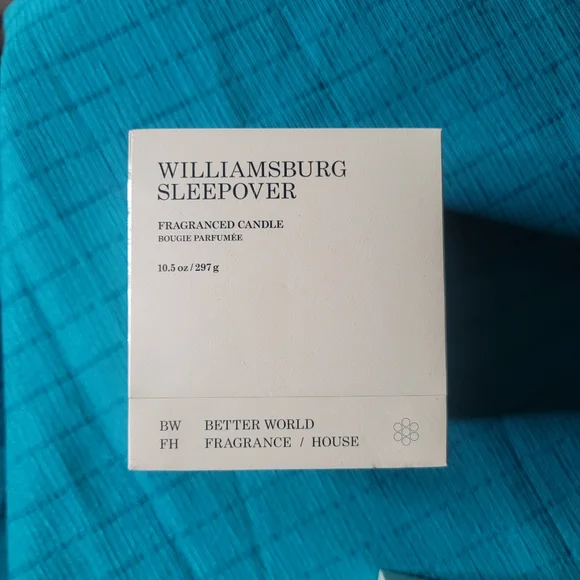 WILLIAMSBURG
SLEEPOVER
FRAGRANCED CANDLE
BOUGIE PARFUMÉE
10.5 oz / 297 g
BW BETTER WORLD
FH FRAGRANCE / HOUSE